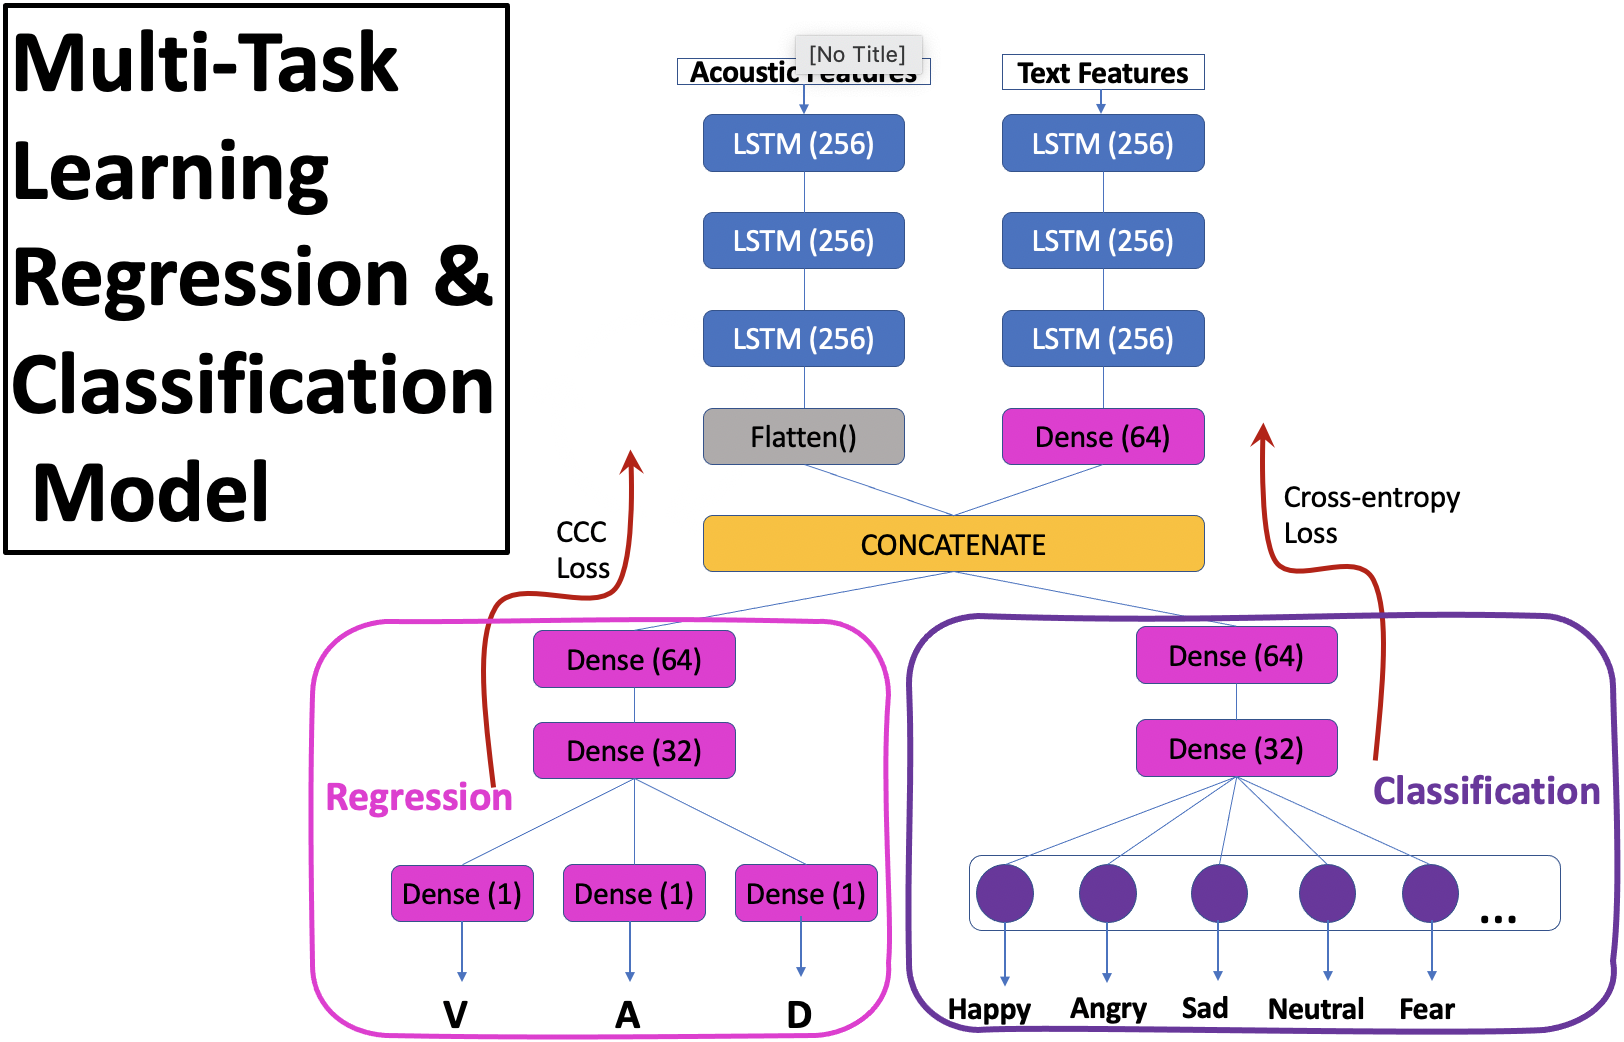 Multi-Task
Learning
Regression &
Classification
Model
[No Title]
Acoustic Features
Text Features
LSTM (256)
LSTM (256)
LSTM (256)
LSTM (256)
LSTM (256)
LSTM (256)
Flatten()
Dense (64)
CCC
Loss
Cross-entropy
Loss
CONCATENATE
Dense (64)
Dense (32)
Regression
Dense (1)
Dense (1)
Dense (1)
V
A
D
Dense (64)
Dense (32)
Classification
...
Happy
Angry
Sad
Neutral
Fear